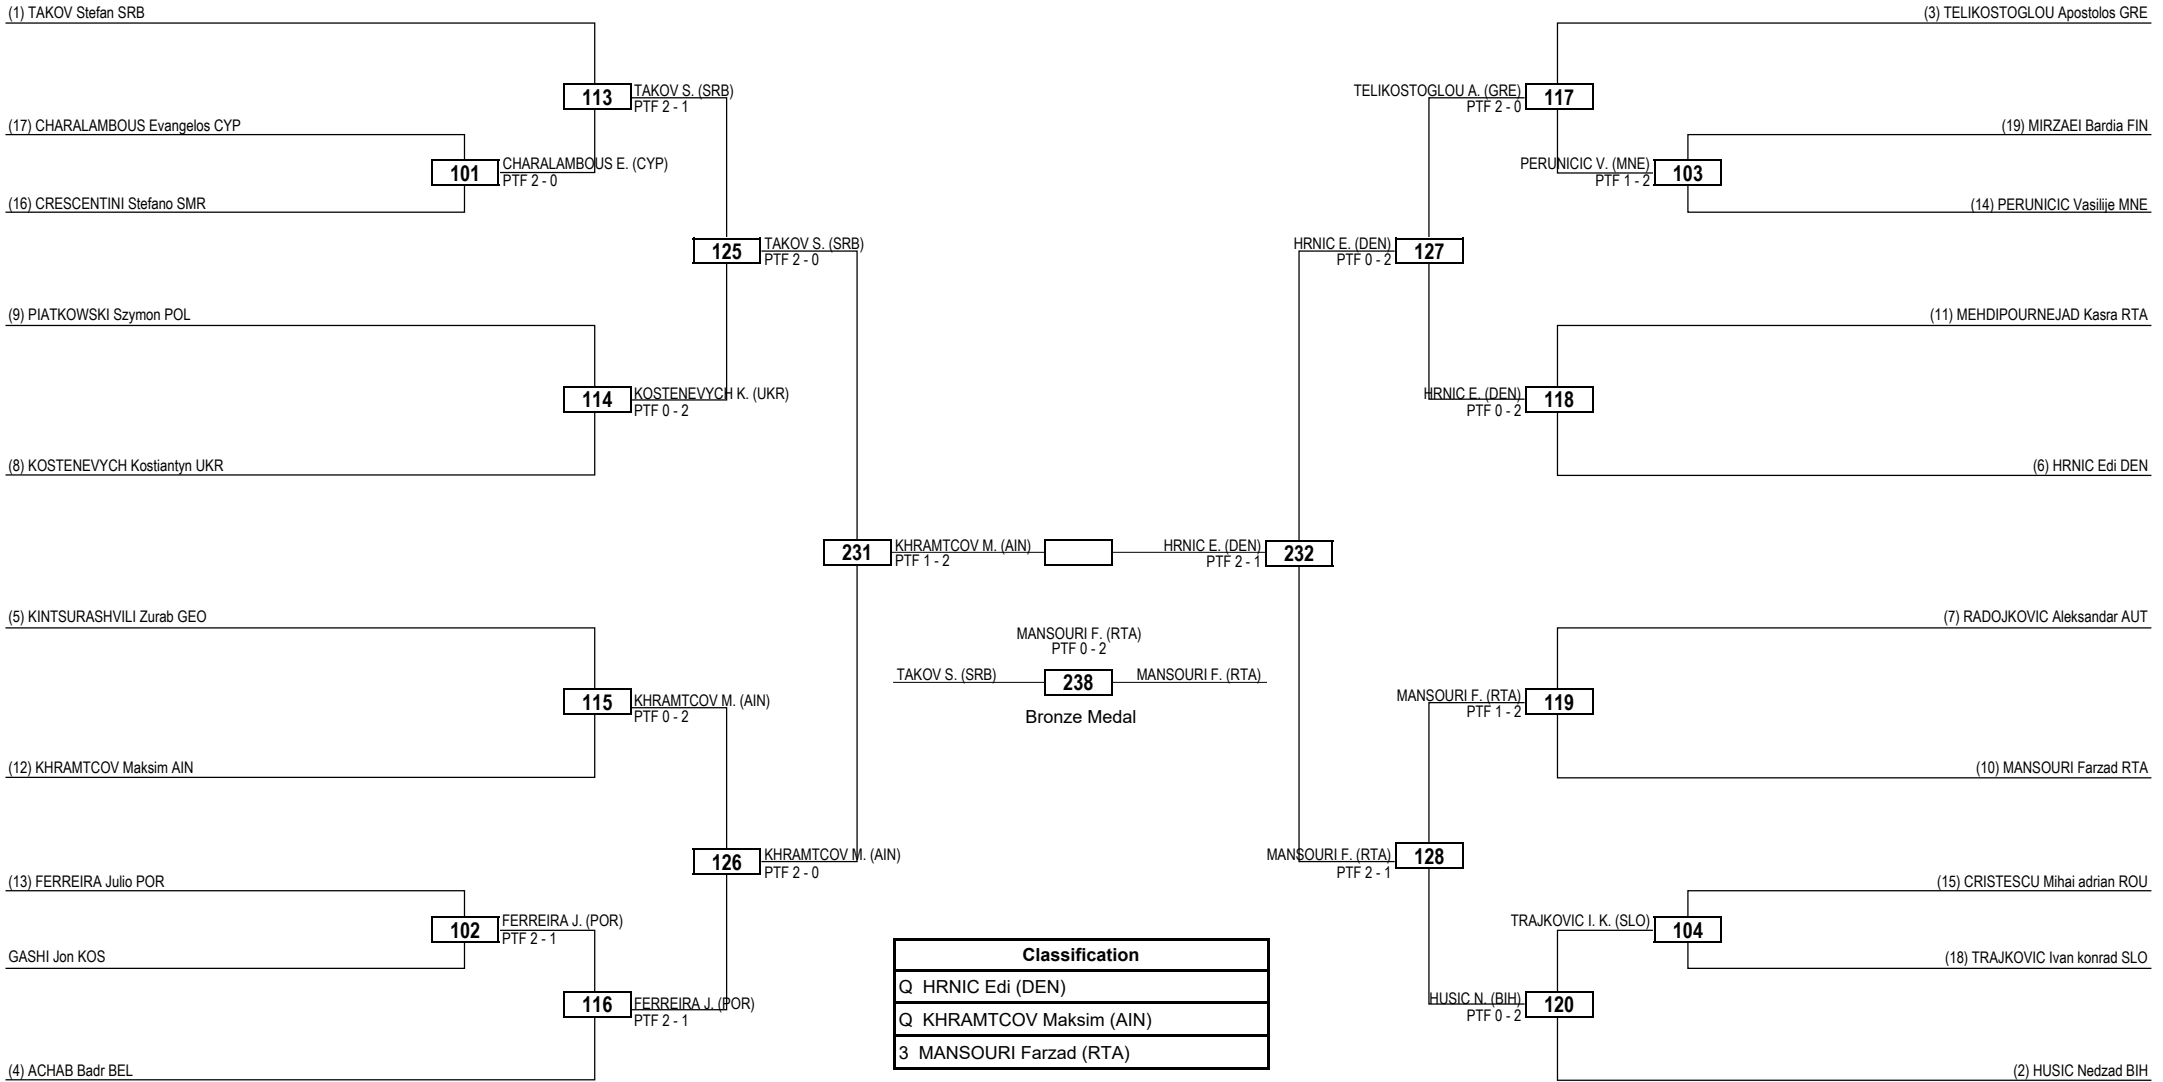 (1) TAKOV Stefan SRB
(3) TELIKOSTOGLOU Apostolos GRE
113
TAKOV S. (SRB)
PTF 2 - 1
TELIKOSTOGLOU A. (GRE)
PTF 2 - 0
117
(17) CHARALAMBOUS Evangelos CYP
(19) MIRZAEI Bardia FIN
101
CHARALAMBOUS E. (CYP)
PTF 2 - 0
PERUNICIC V. (MNE)
PTF 1 - 2
103
(16) CRESCENTINI Stefano SMR
(14) PERUNICIC Vasilije MNE
125
TAKOV S. (SRB)
PTF 2 - 0
HRNIC E. (DEN)
PTF 0 - 2
127
(9) PIATKOWSKI Szymon POL
(11) MEHDIPOURNEJAD Kasra RTA
114
KOSTENEVYCH K. (UKR)
PTF 0 - 2
HRNIC E. (DEN)
PTF 0 - 2
118
(8) KOSTENEVYCH Kostiantyn UKR
(6) HRNIC Edi DEN
231
KHRAMTCOV M. (AIN)
PTF 1 - 2
HRNIC E. (DEN)
PTF 2 - 1
232
(5) KINTSURASHVILI Zurab GEO
(7) RADOJKOVIC Aleksandar AUT
MANSOURI F. (RTA)
PTF 0 - 2
TAKOV S. (SRB)
238
MANSOURI F. (RTA)
Bronze Medal
115
KHRAMTCOV M. (AIN)
PTF 0 - 2
MANSOURI F. (RTA)
PTF 1 - 2
119
(12) KHRAMTCOV Maksim AIN
(10) MANSOURI Farzad RTA
126
KHRAMTCOV M. (AIN)
PTF 2 - 0
MANSOURI F. (RTA)
PTF 2 - 1
128
(13) FERREIRA Julio POR
(15) CRISTESCU Mihai adrian ROU
102
FERREIRA J. (POR)
PTF 2 - 1
TRAJKOVIC I. K. (SLO)
104
GASHI Jon KOS
(18) TRAJKOVIC Ivan konrad SLO
116
FERREIRA J. (POR)
PTF 2 - 1
HUSIC N. (BIH)
PTF 0 - 2
120
(4) ACHAB Badr BEL
(2) HUSIC Nedzad BIH
Classification
Q HRNIC Edi (DEN)
Q KHRAMTCOV Maksim (AIN)
3 MANSOURI Farzad (RTA)